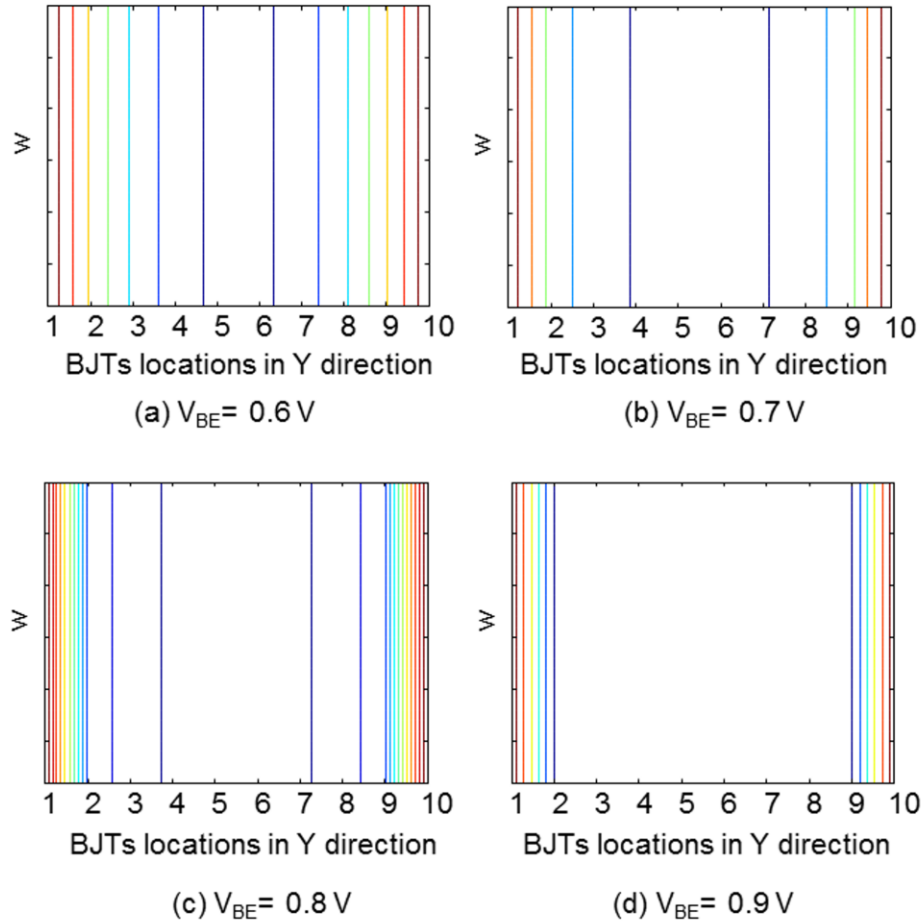 W
1 2 3 4 5 6 7 8 9 10
BJTs locations in Y direction
(a) VBE= 0.6 V
W
1 2 3 4 5 6 7 8 9 10
BJTs locations in Y direction
(b) VBE= 0.7 V
W
1 2 3 4 5 6 7 8 9 10
BJTs locations in Y direction
(c) VBE= 0.8 V
W
1 2 3 4 5 6 7 8 9 10
BJTs locations in Y direction
(d) VBE= 0.9 V